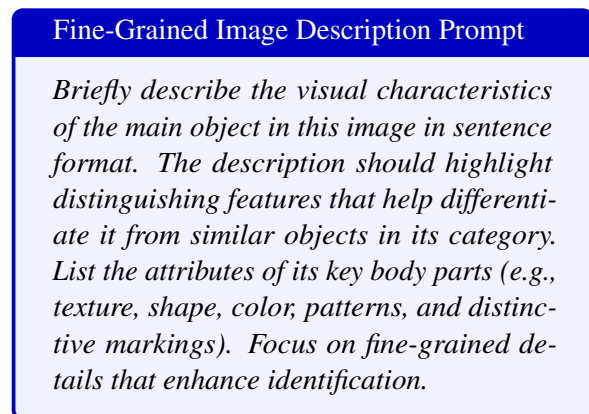 Fine-Grained Image Description Prompt
Briefly describe the visual characteristics
of the main object in this image in sentence
format. The description should highlight
distinguishing features that help differenti-
ate it from similar objects in its category.
List the attributes of its key body parts (e.g.,
texture, shape, color, patterns, and distinc-
tive markings). Focus on fine-grained de-
tails that enhance identification.